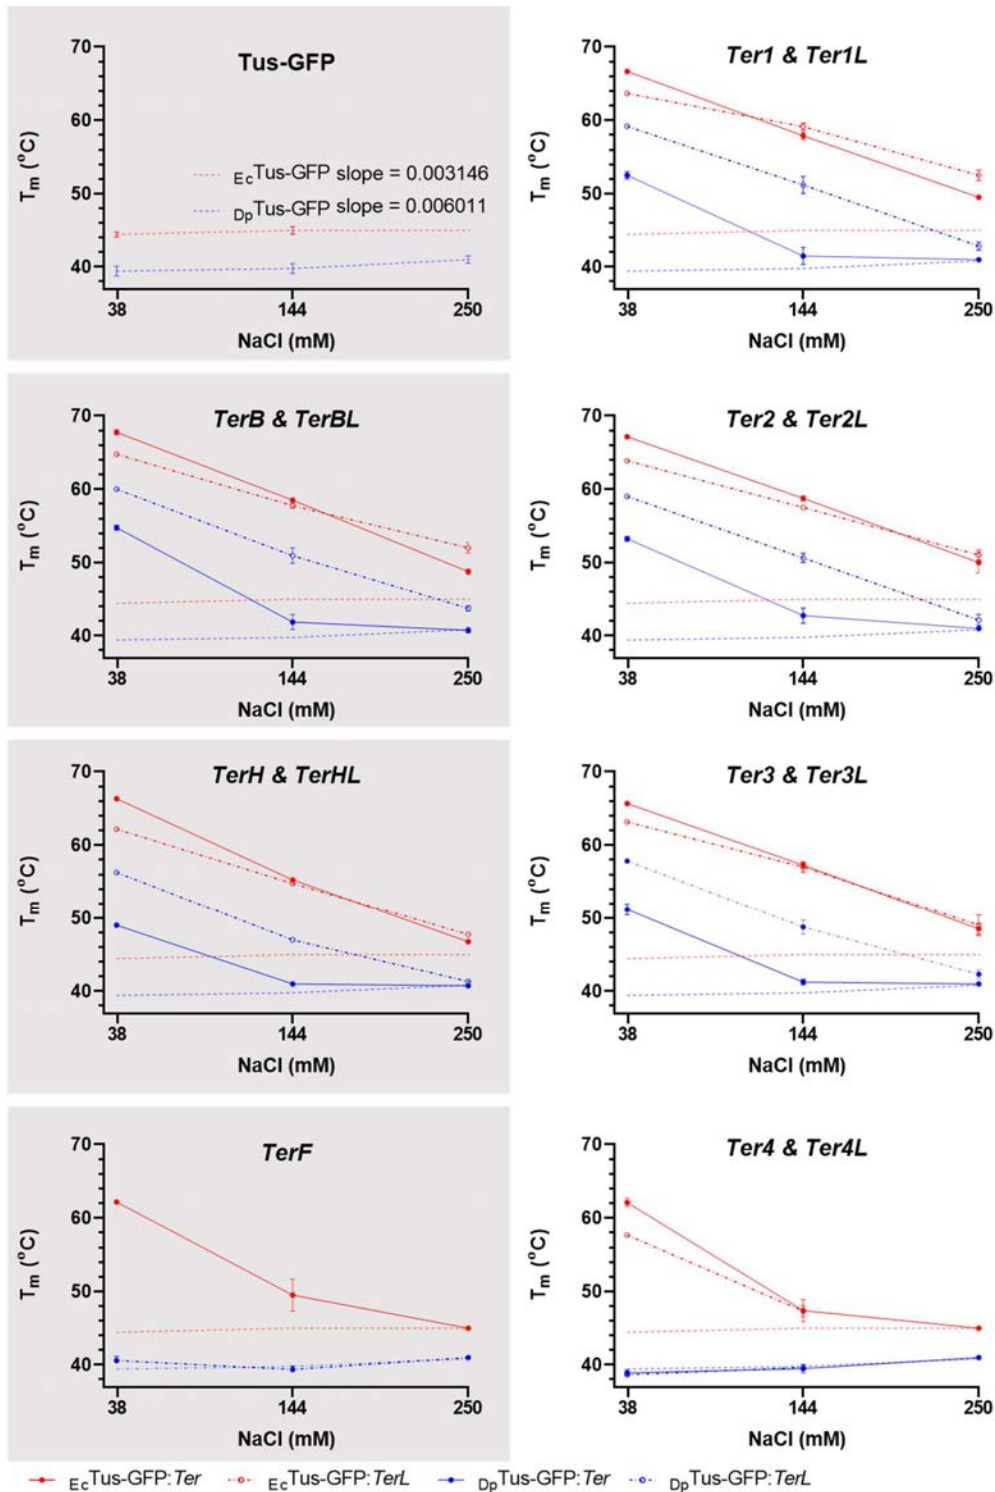 Tus-GFP
70
60
50
40
Tm (°C)
EcTus-GFP slope = 0.003146
DpTus-GFP slope = 0.006011
38 144 250
NaCl (mM)
Ter1 & Ter1L
70
60
50
40
Tm (°C)
38 144 250
NaCl (mM)
TerB & TerBL
70
60
50
40
Tm (°C)
38 144 250
NaCl (mM)
Ter2 & Ter2L
70
60
50
40
Tm (°C)
38 144 250
NaCl (mM)
TerH & TerHL
70
60
50
40
Tm (°C)
38 144 250
NaCl (mM)
Ter3 & Ter3L
70
60
50
40
Tm (°C)
38 144 250
NaCl (mM)
TerF
70
60
50
40
Tm (°C)
38 144 250
NaCl (mM)
Ter4 & Ter4L
70
60
50
40
Tm (°C)
38 144 250
NaCl (mM)
EcTus-GFP:Ter EcTus-GFP:TerL DpTus-GFP:Ter DpTus-GFP:TerL